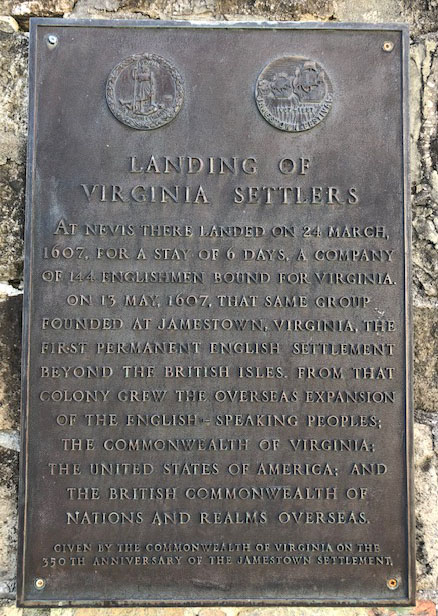 LANDING OF
VIRGINIA SETTLERS
AT NEVIS THERE LANDED ON 24 MARCH,
1607, FOR A STAY OF 6 DAYS, A COMPANY
OF 144 ENGLISHMEN BOUND FOR VIRGINIA.
ON 13 MAY, 1607, THAT SAME GROUP
FOUNDED AT JAMESTOWN, VIRGINIA, THE
FIRST PERMANENT ENGLISH SETTLEMENT
BEYOND THE BRITISH ISLES. FROM THAT
COLONY GREW THE OVERSEAS EXPANSION
OF THE ENGLISH-SPEAKING PEOPLES;
THE COMMONWEALTH OF VIRGINIA;
THE UNITED STATES OF AMERICA; AND
THE BRITISH COMMONWEALTH OF
NATIONS AND REALMS OVERSEAS.
GIVEN BY THE COMMONWEALTH OF VIRGINIA ON THE
350TH ANNIVERSARY OF THE JAMESTOWN SETTLEMENT.